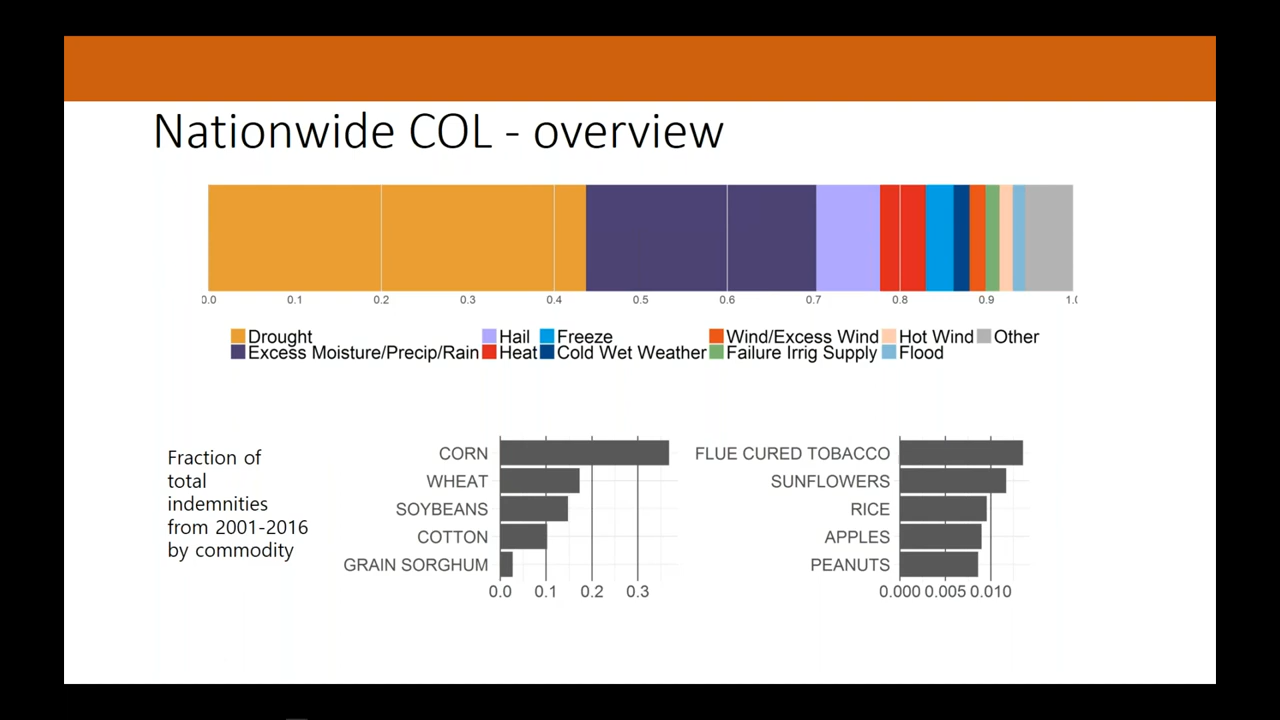 Nationwide COL - overview
0.0 0.1 0.2 0.3 0.4 0.5 0.6 0.7 0.8 0.9 1.0
Drought Hail Freeze Wind/Excess Wind Hot Wind Other
Excess Moisture/Precip/Rain Heat Cold Wet Weather Failure Irrig Supply Flood
Fraction of
total
indemnities
from 2001-2016
by commodity
CORN
WHEAT
SOYBEANS
COTTON
GRAIN SORGHUM
0.0 0.1 0.2 0.3
FLUE CURED TOBACCO
SUNFLOWERS
RICE
APPLES
PEANUTS
0.000 0.005 0.010